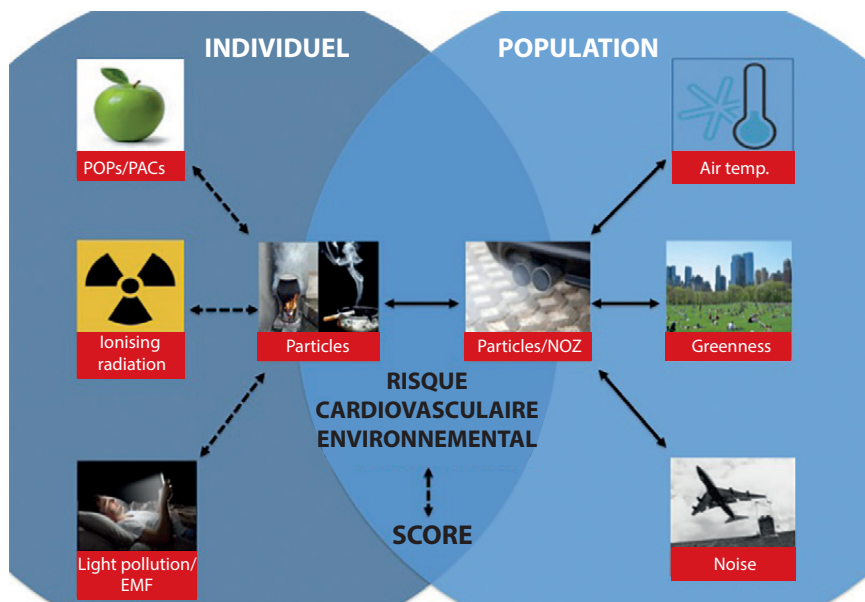 INDIVIDUEL
POPULATION
POPs/PACs
Air temp.
Ionising
radiation
Particles
Particles/NOZ
Greenness
RISQUE
CARDIOVASCULAIRE
ENVIRONNEMENTAL
SCORE
Light pollution/
EMF
Noise